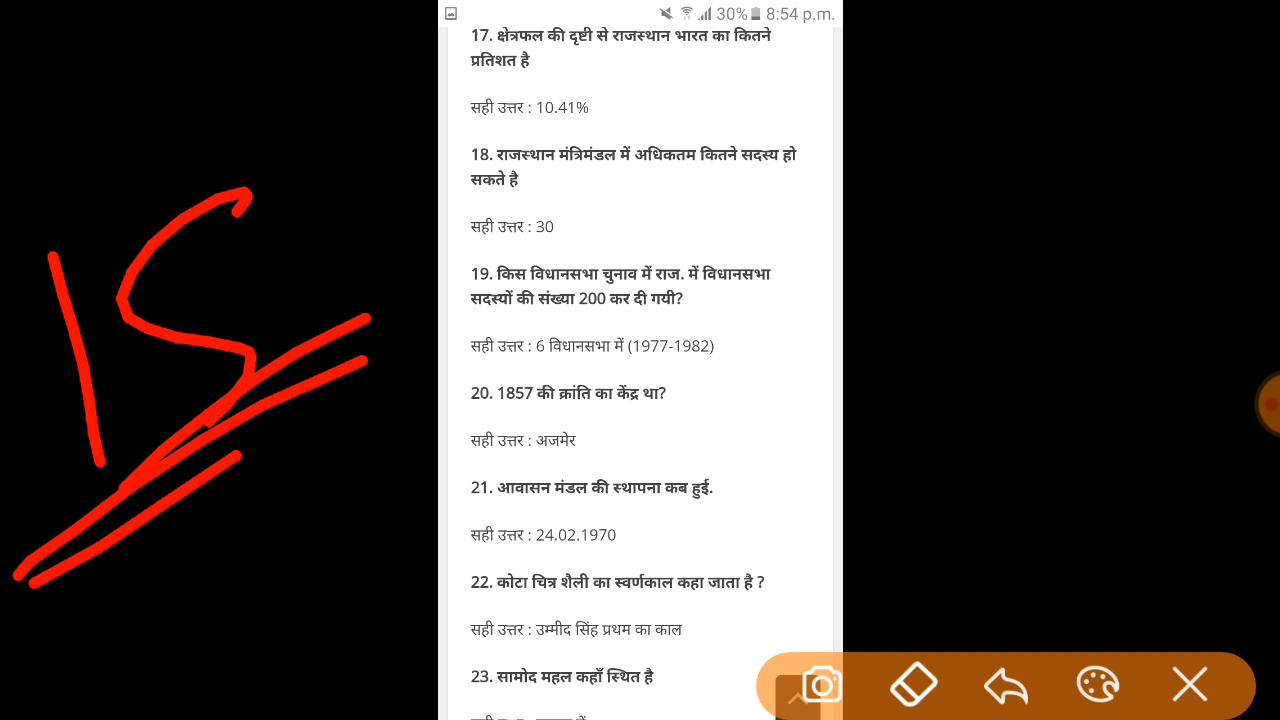 30% 8:54 p.m.
17. क्षेत्रफल की दृष्टी से राजस्थान भारत का कितने
प्रतिशत है
सही उत्तर : 10.41%
18. राजस्थान मंत्रिमंडल में अधिकतम कितने सदस्य हो
सकते है
सही उत्तर : 30
19. किस विधानसभा चुनाव में राज. में विधानसभा
सदस्यों की संख्या 200 कर दी गयी?
सही उत्तर : 6 विधानसभा में (1977-1982)
20. 1857 की क्रांति का केंद्र था?
सही उत्तर : अजमेर
21. आवासन मंडल की स्थापना कब हुई.
सही उत्तर : 24.02.1970
22. कोटा चित्र शैली का स्वर्णकाल कहा जाता है ?
सही उत्तर : उम्मीद सिंह प्रथम का काल
23. सामोद महल कहाँ स्थित है
15